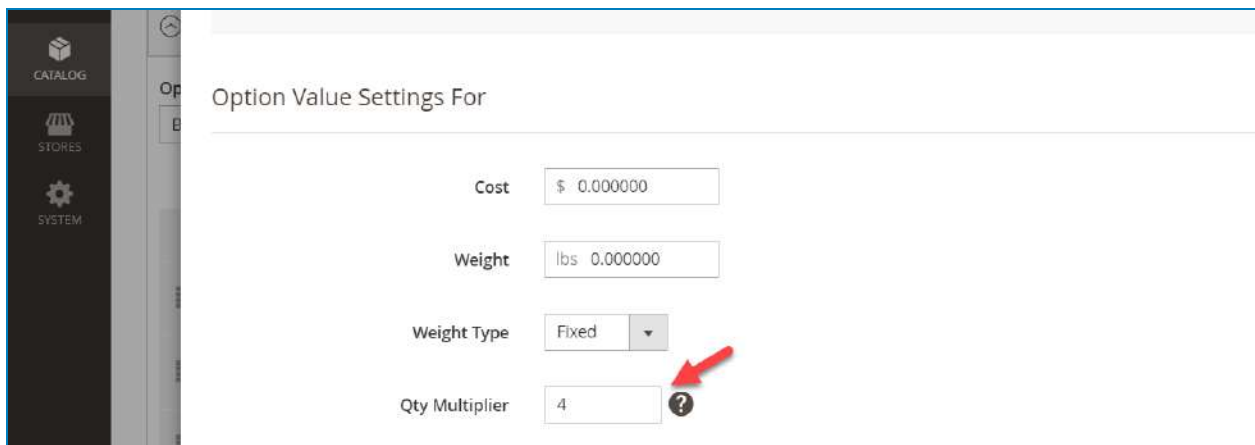 CATALOG
STORES
SYSTEM
Op
B
Option Value Settings For
Cost
$ 0.000000
Weight
lbs 0.000000
Weight Type
Fixed
Qty Multiplier
4
?